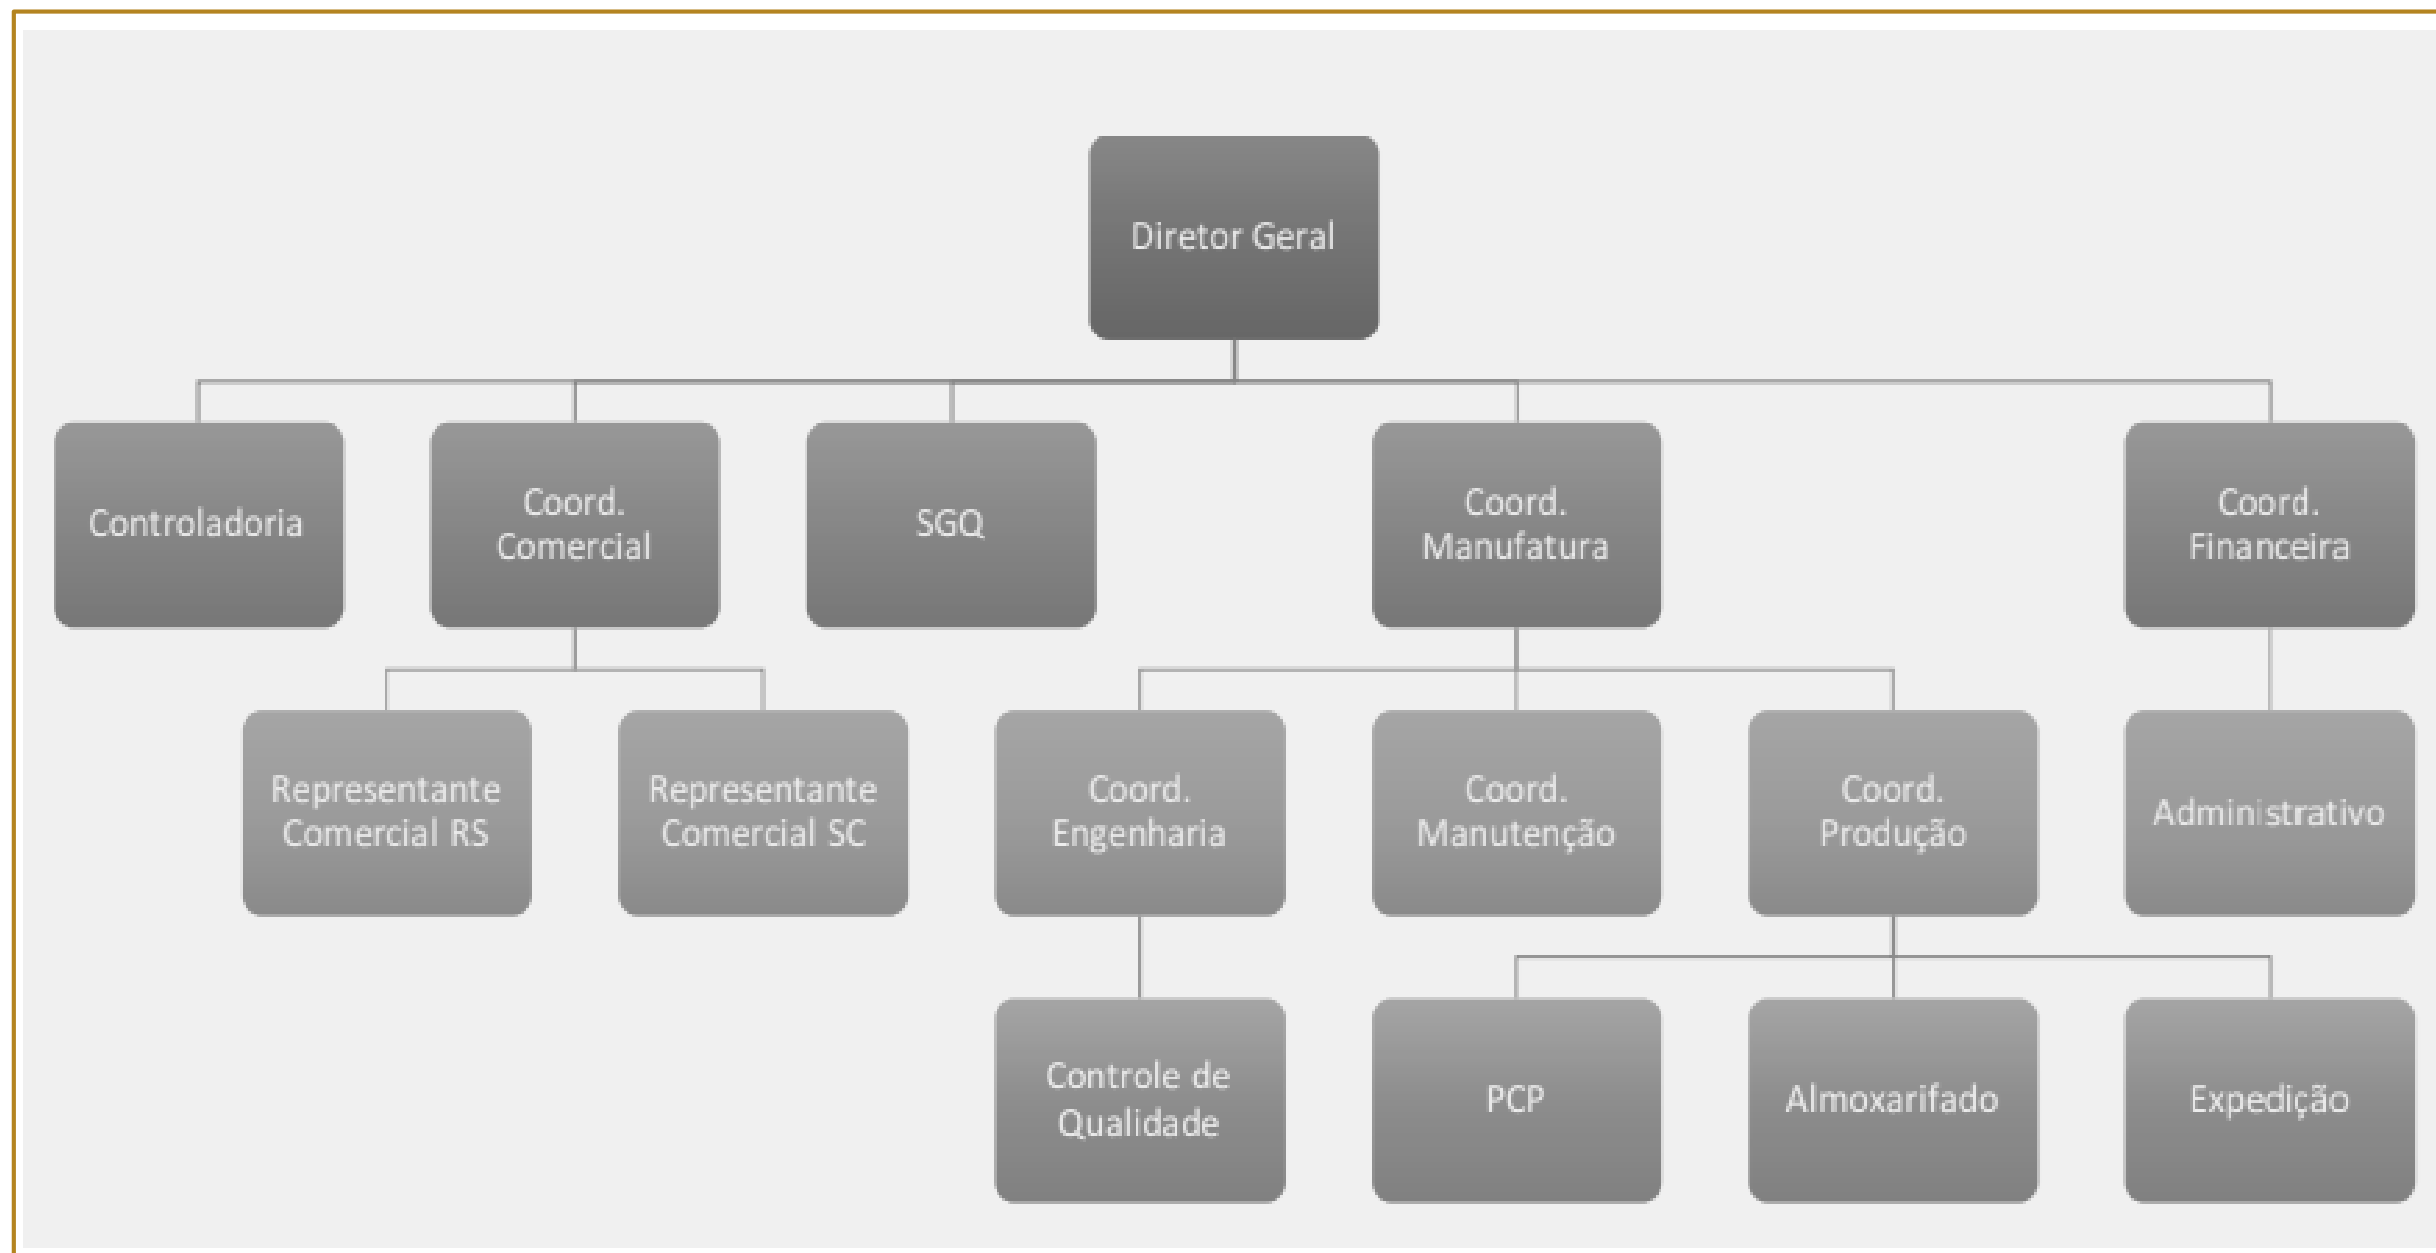 Diretor Geral
Controladoria
Coord.
Comercial
SGQ
Coord.
Manufatura
Coord.
Financeira
Representante
Comercial RS
Representante
Comercial SC
Coord.
Engenharia
Coord.
Manutenção
Coord.
Produção
Administrativo
Controle de
Qualidade
PCP
Almoxarifado
Expedição